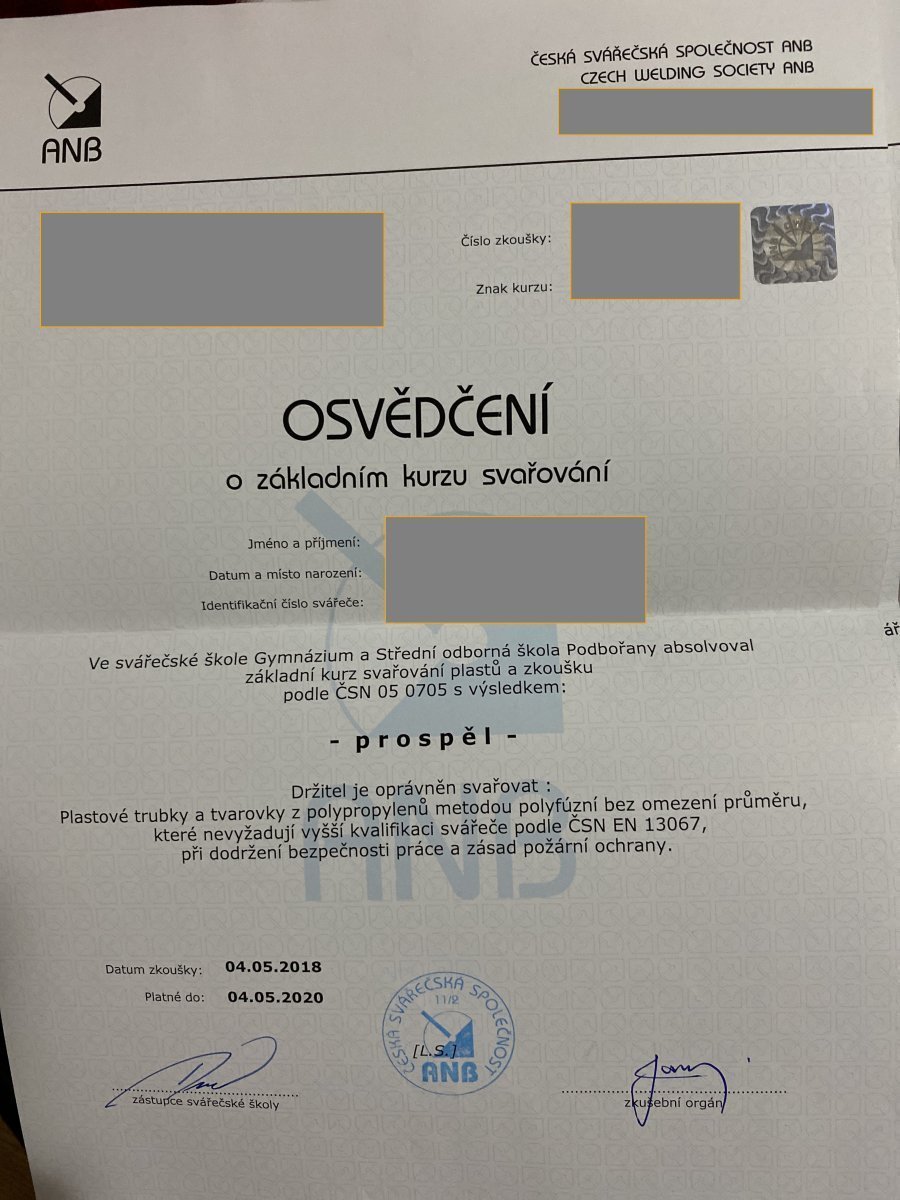 ČESKÁ SVÁŘEČSKÁ SPOLEČNOST ANB
CZECH WELDING SOCIETY ANB
ANB
Číslo zkoušky:
Znak kurzu:
OSVĚDČENÍ
o základním kurzu svařování
Jméno a příjmení:
Datum a místo narození:
Identifikační číslo svářeče:
Ve svářečské škole Gymnázium a Střední odborná škola Podbořany absolvoval
základní kurz svařování plastů a zkoušku
podle ČSN 05 0705 s výsledkem:
- prospěl -
Držitel je oprávněn svařovat :
Plastové trubky a tvarovky z polypropylenů metodou polyfúzní bez omezení průměru,
které nevyžadují vyšší kvalifikaci svářeče podle ČSN EN 13067,
při dodržení bezpečnosti práce a zásad požární ochrany.
ANB
Datum zkoušky: 04.05.2018
Platné do: 04.05.2020
ČESKÁ SVÁŘEČSKÁ SPOLEČNOST
11/2
[L.S.]
ANB
zástupce svářečské školy
zkušební orgán